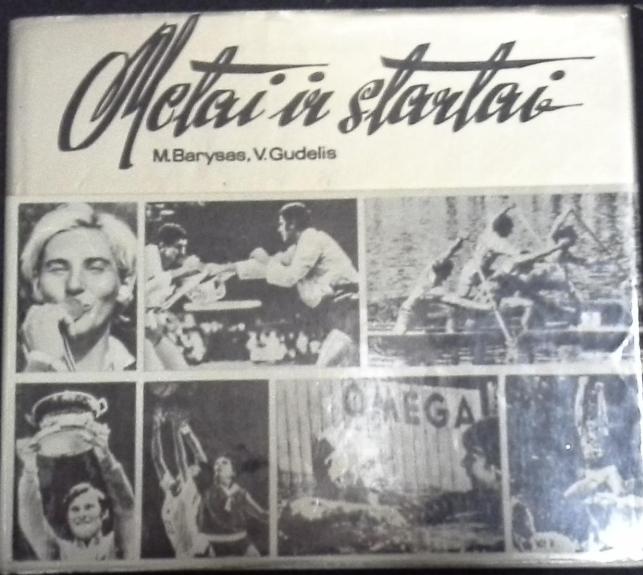 Metai ir startai
M. Barysas, V. Gudelis
OMEGA